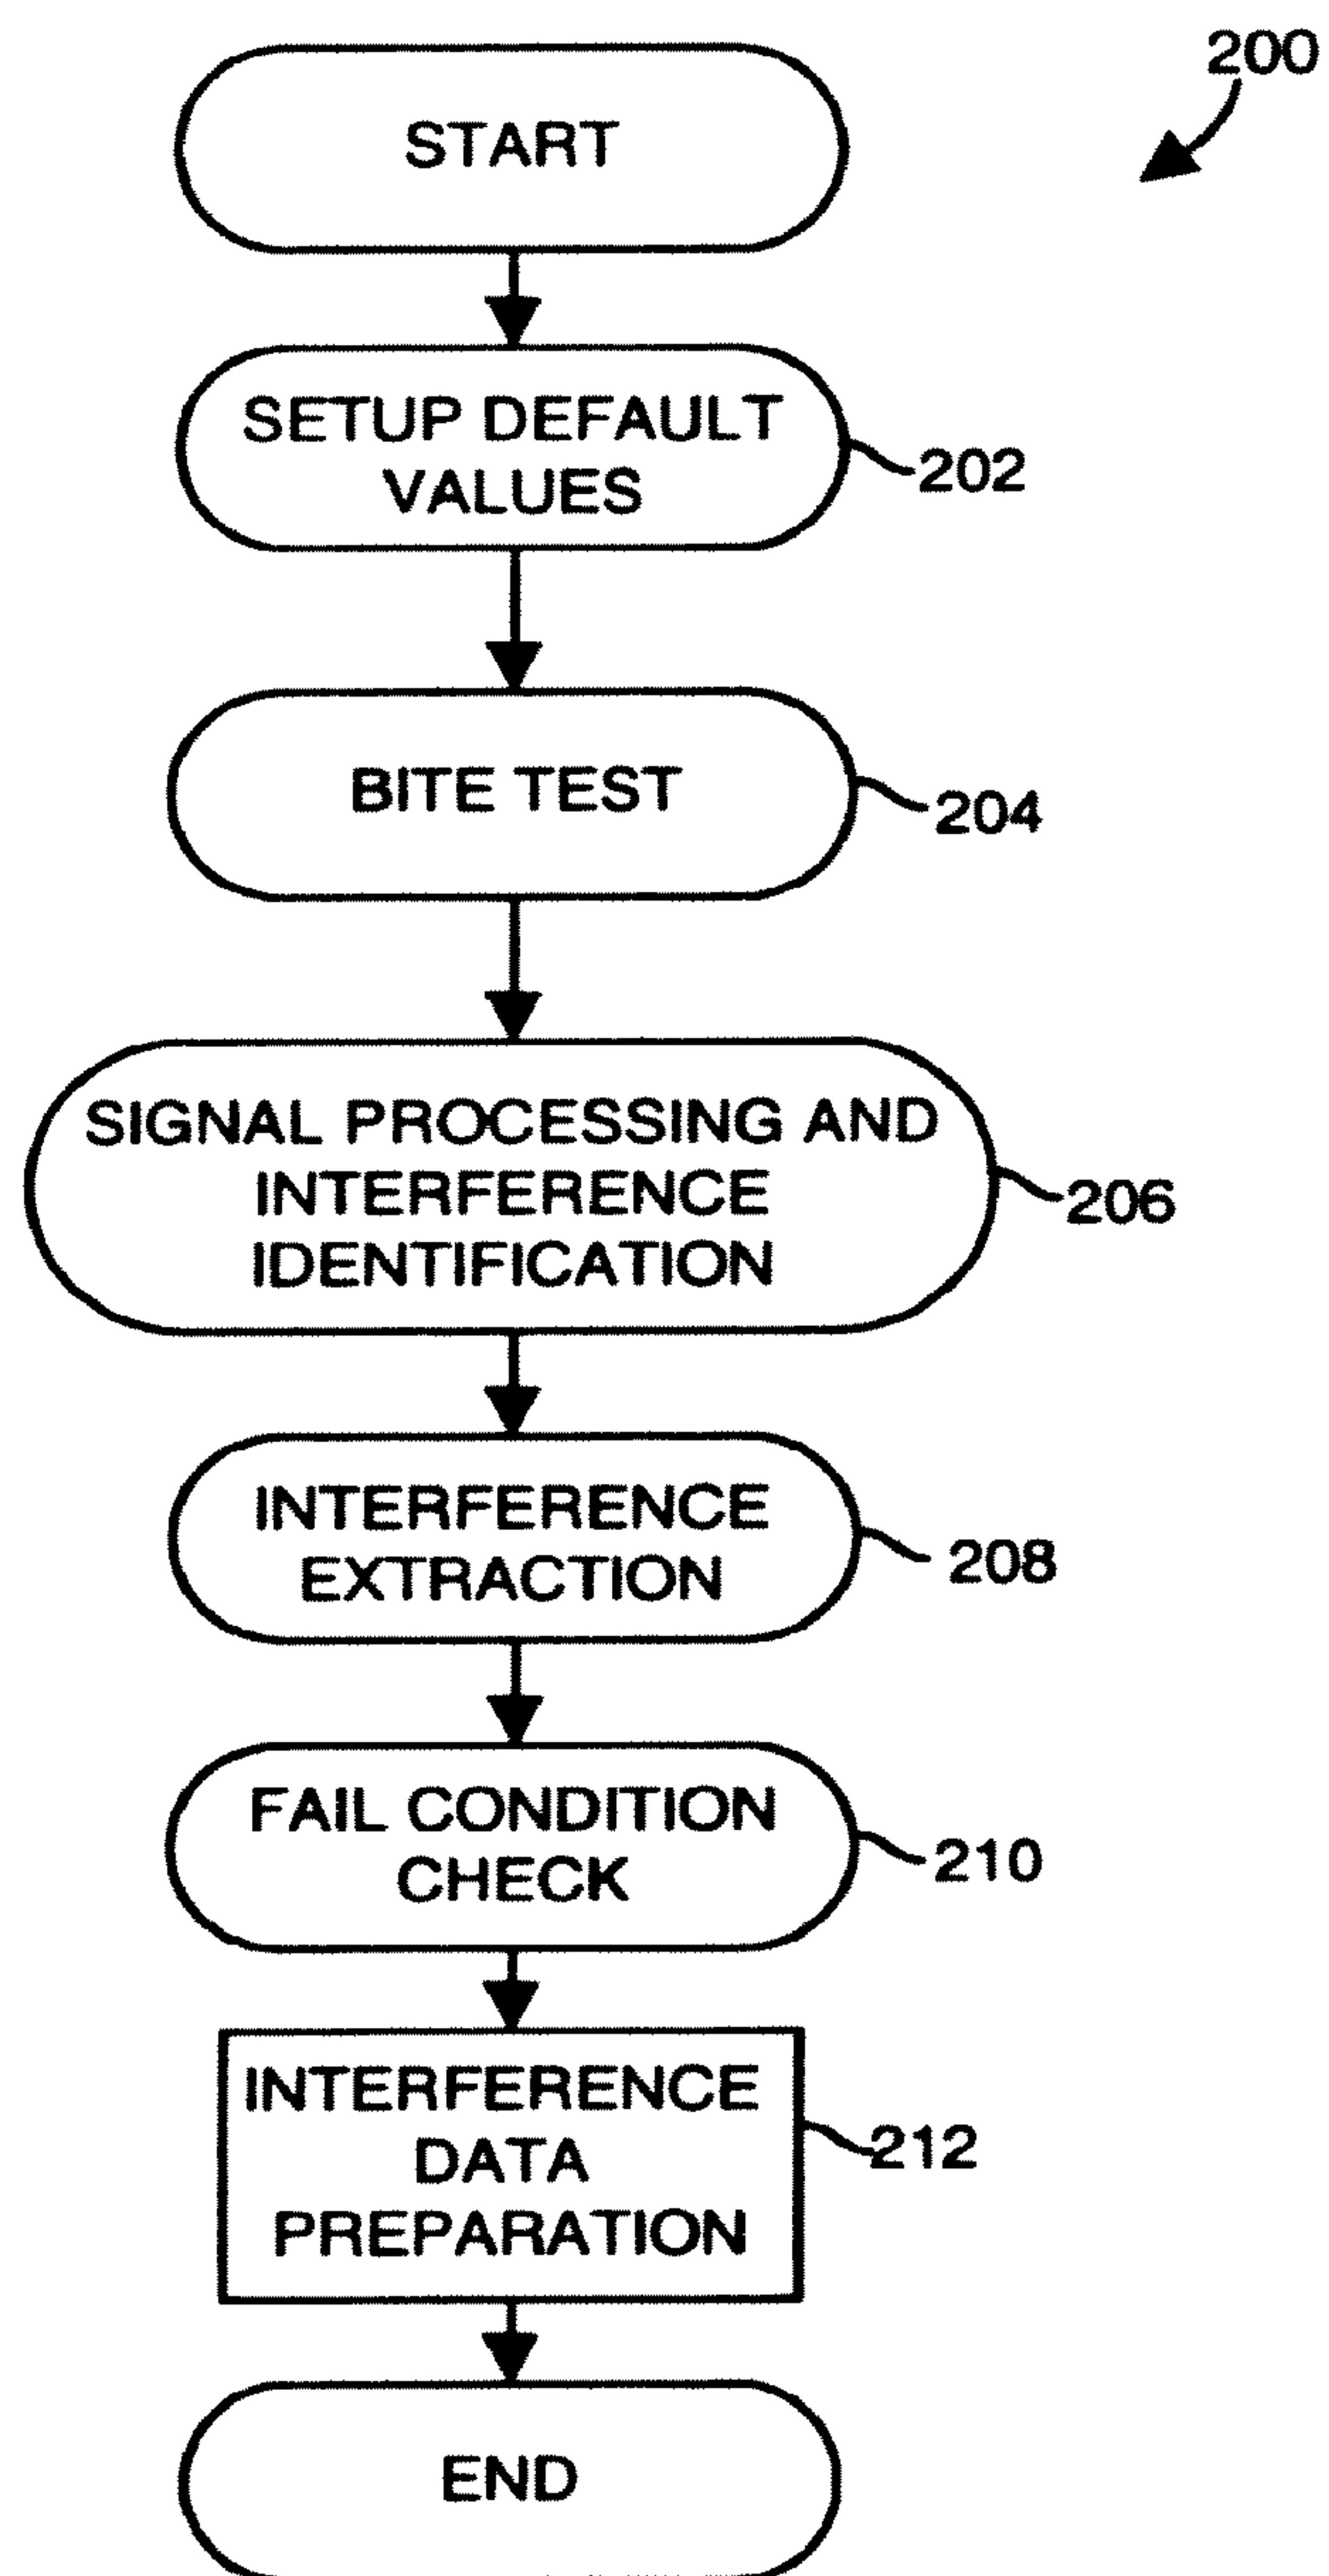 200
START
SETUP DEFAULT
VALUES
202
BITE TEST
204
SIGNAL PROCESSING AND
INTERFERENCE
IDENTIFICATION
206
INTERFERENCE
EXTRACTION
208
FAIL CONDITION
CHECK
210
INTERFERENCE
DATA
PREPARATION
212
END